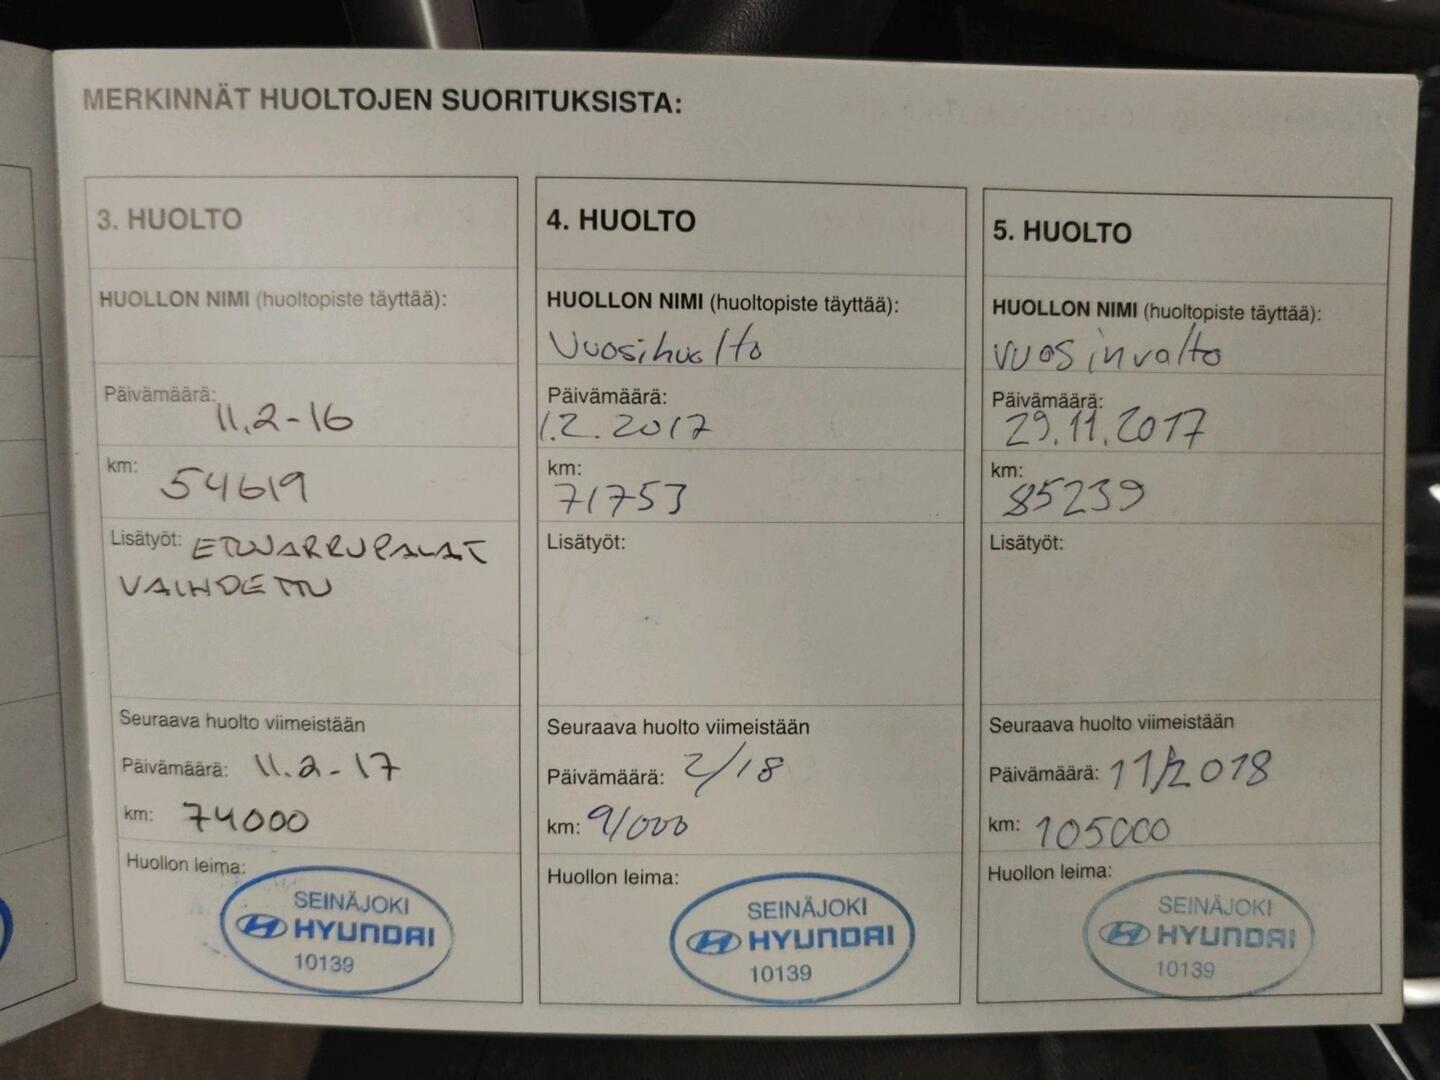 MERKINNÄT HUOLTOJEN SUORITUKSISTA:
3. HUOLTO
HUOLLON NIMI (huoltopiste täyttää):
Päivämäärä:
11.2-16
km:
54619
Lisätyöt: ETUJARRUPALAT
VAIHDETTU
Seuraava huolto viimeistään
Päivämäärä: 11.2-17
km: 74000
Huollon leima:
SEINÄJOKI
HYUNDAI
10139
4. HUOLTO
HUOLLON NIMI (huoltopiste täyttää):
Vuosihuolto
Päivämäärä:
1.2.2017
km:
71753
Lisätyöt:
Seuraava huolto viimeistään
Päivämäärä: 2/18
km: 91000
Huollon leima:
SEINÄJOKI
HYUNDAI
10139
5. HUOLTO
HUOLLON NIMI (huoltopiste täyttää):
vuosihuolto
Päivämäärä:
29.11.2017
km:
85239
Lisätyöt:
Seuraava huolto viimeistään
Päivämäärä: 11/2018
km: 105000
Huollon leima:
SEINÄJOKI
HYUNDAI
10139